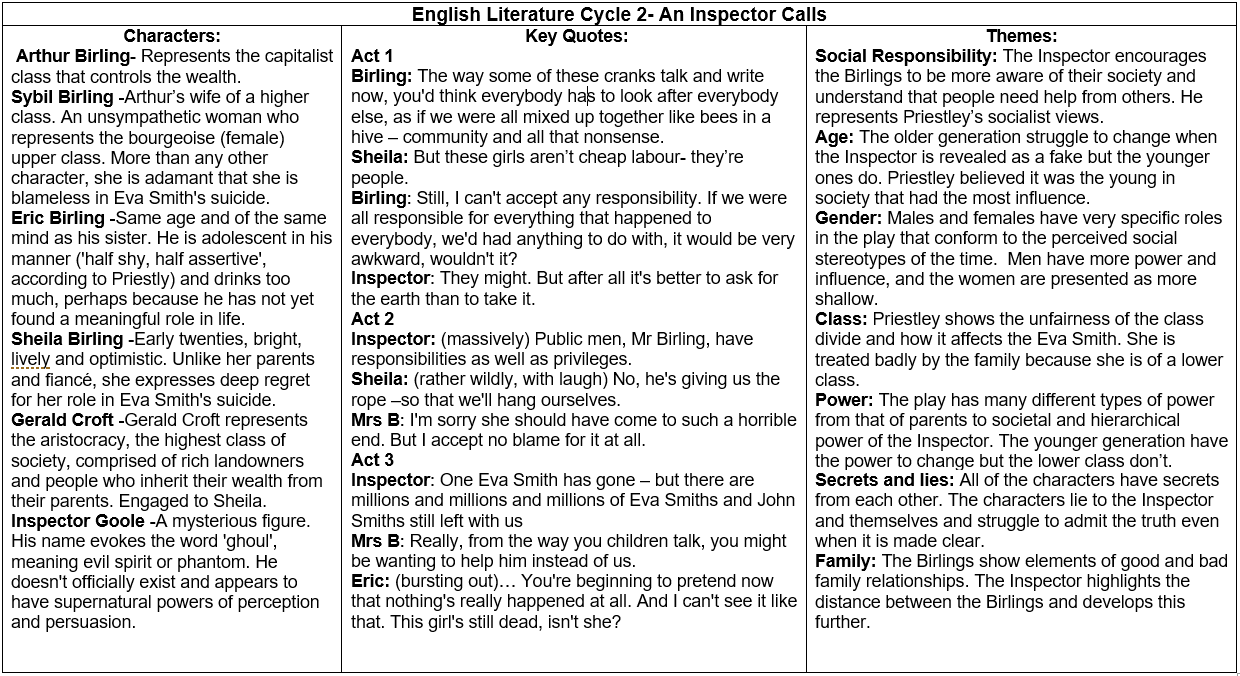 English Literature Cycle 2- An Inspector Calls
Characters:
Arthur Birling- Represents the capitalist
class that controls the wealth.
Sybil Birling -Arthur's wife of a higher
class. An unsympathetic woman who
represents the bourgeoise (female)
upper class. More than any other
character, she is adamant that she is
blameless in Eva Smith's suicide.
Eric Birling -Same age and of the same
mind as his sister. He is adolescent in his
manner ('half shy, half assertive',
according to Priestly) and drinks too
much, perhaps because he has not yet
found a meaningful role in life.
Sheila Birling -Early twenties, bright,
lively and optimistic. Unlike her parents
and fiancé, she expresses deep regret
for her role in Eva Smith's suicide.
Gerald Croft -Gerald Croft represents
the aristocracy, the highest class of
society, comprised of rich landowners
and people who inherit their wealth from
their parents. Engaged to Sheila.
Inspector Goole -A mysterious figure.
His name evokes the word 'ghoul',
meaning evil spirit or phantom. He
doesn't officially exist and appears to
have supernatural powers of perception
and persuasion.
Key Quotes:
Act 1
Birling: The way some of these cranks talk and write
now, you'd think everybody has to look after everybody
else, as if we were all mixed up together like bees in a
hive – community and all that nonsense.
Sheila: But these girls aren't cheap labour- they're
people.
Birling: Still, I can't accept any responsibility. If we were
all responsible for everything that happened to
everybody, we'd had anything to do with, it would be very
awkward, wouldn't it?
Inspector: They might. But after all it's better to ask for
the earth than to take it.
Act 2
Inspector: (massively) Public men, Mr Birling, have
responsibilities as well as privileges.
Sheila: (rather wildly, with laugh) No, he's giving us the
rope –so that we'll hang ourselves.
Mrs B: I'm sorry she should have come to such a horrible
end. But I accept no blame for it at all.
Act 3
Inspector: One Eva Smith has gone – but there are
millions and millions and millions of Eva Smiths and John
Smiths still left with us
Mrs B: Really, from the way you children talk, you might
be wanting to help him instead of us.
Eric: (bursting out)… You're beginning to pretend now
that nothing's really happened at all. And I can't see it like
that. This girl's still dead, isn't she?
Themes:
Social Responsibility: The Inspector encourages
the Birlings to be more aware of their society and
understand that people need help from others. He
represents Priestley's socialist views.
Age: The older generation struggle to change when
the Inspector is revealed as a fake but the younger
ones do. Priestley believed it was the young in
society that had the most influence.
Gender: Males and females have very specific roles
in the play that conform to the perceived social
stereotypes of the time.  Men have more power and
influence, and the women are presented as more
shallow.
Class: Priestley shows the unfairness of the class
divide and how it affects the Eva Smith. She is
treated badly by the family because she is of a lower
class.
Power: The play has many different types of power
from that of parents to societal and hierarchical
power of the Inspector. The younger generation have
the power to change but the lower class don't.
Secrets and lies: All of the characters have secrets
from each other. The characters lie to the Inspector
and themselves and struggle to admit the truth even
when it is made clear.
Family: The Birlings show elements of good and bad
family relationships. The Inspector highlights the
distance between the Birlings and develops this
further.